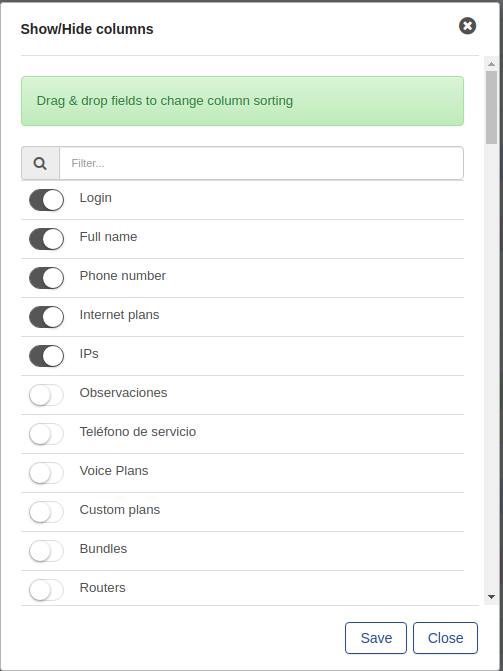 Show/Hide columns
Drag & drop fields to change column sorting
Filter...
Login
Full name
Phone number
Internet plans
IPs
Observaciones
Teléfono de servicio
Voice Plans
Custom plans
Bundles
Routers
Save Close